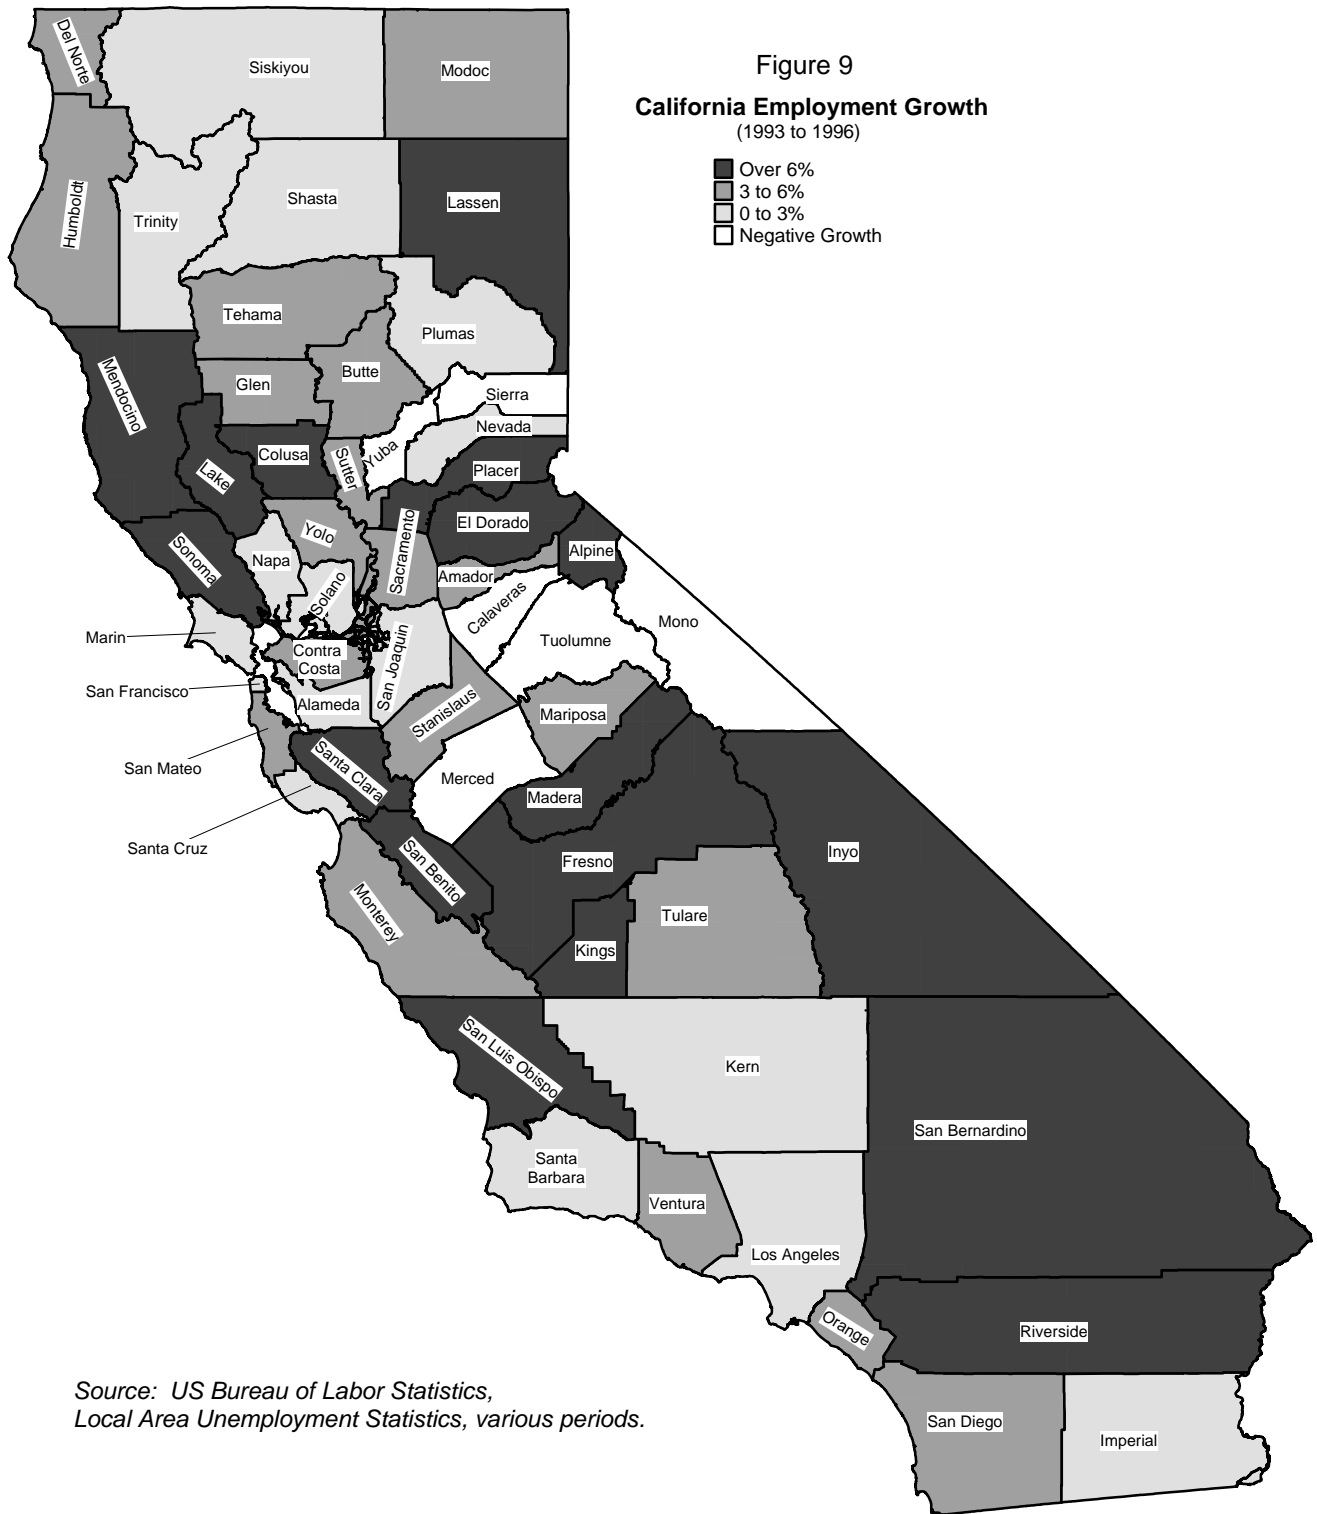 Figure 9
California Employment Growth
(1993 to 1996)
Over 6%
3 to 6%
0 to 3%
Negative Growth
Del Norte
Siskiyou
Modoc
Humboldt
Trinity
Shasta
Lassen
Tehama
Plumas
Mendocino
Glen
Butte
Sierra
Nevada
Lake
Colusa
Sutter
Yuba
Placer
El Dorado
Sonoma
Napa
Yolo
Solano
Sacramento
Amador
Alpine
Calaveras
Tuolumne
Mono
Marin
Contra
Costa
San Joaquin
San Francisco
Alameda
Stanislaus
Mariposa
San Mateo
Santa Clara
Merced
Madera
Santa Cruz
San Benito
Fresno
Inyo
Monterey
Kings
Tulare
San Luis Obispo
Kern
San Bernardino
Santa
Barbara
Ventura
Los Angeles
Orange
Riverside
San Diego
Imperial
Source:  US Bureau of Labor Statistics,
Local Area Unemployment Statistics, various periods.